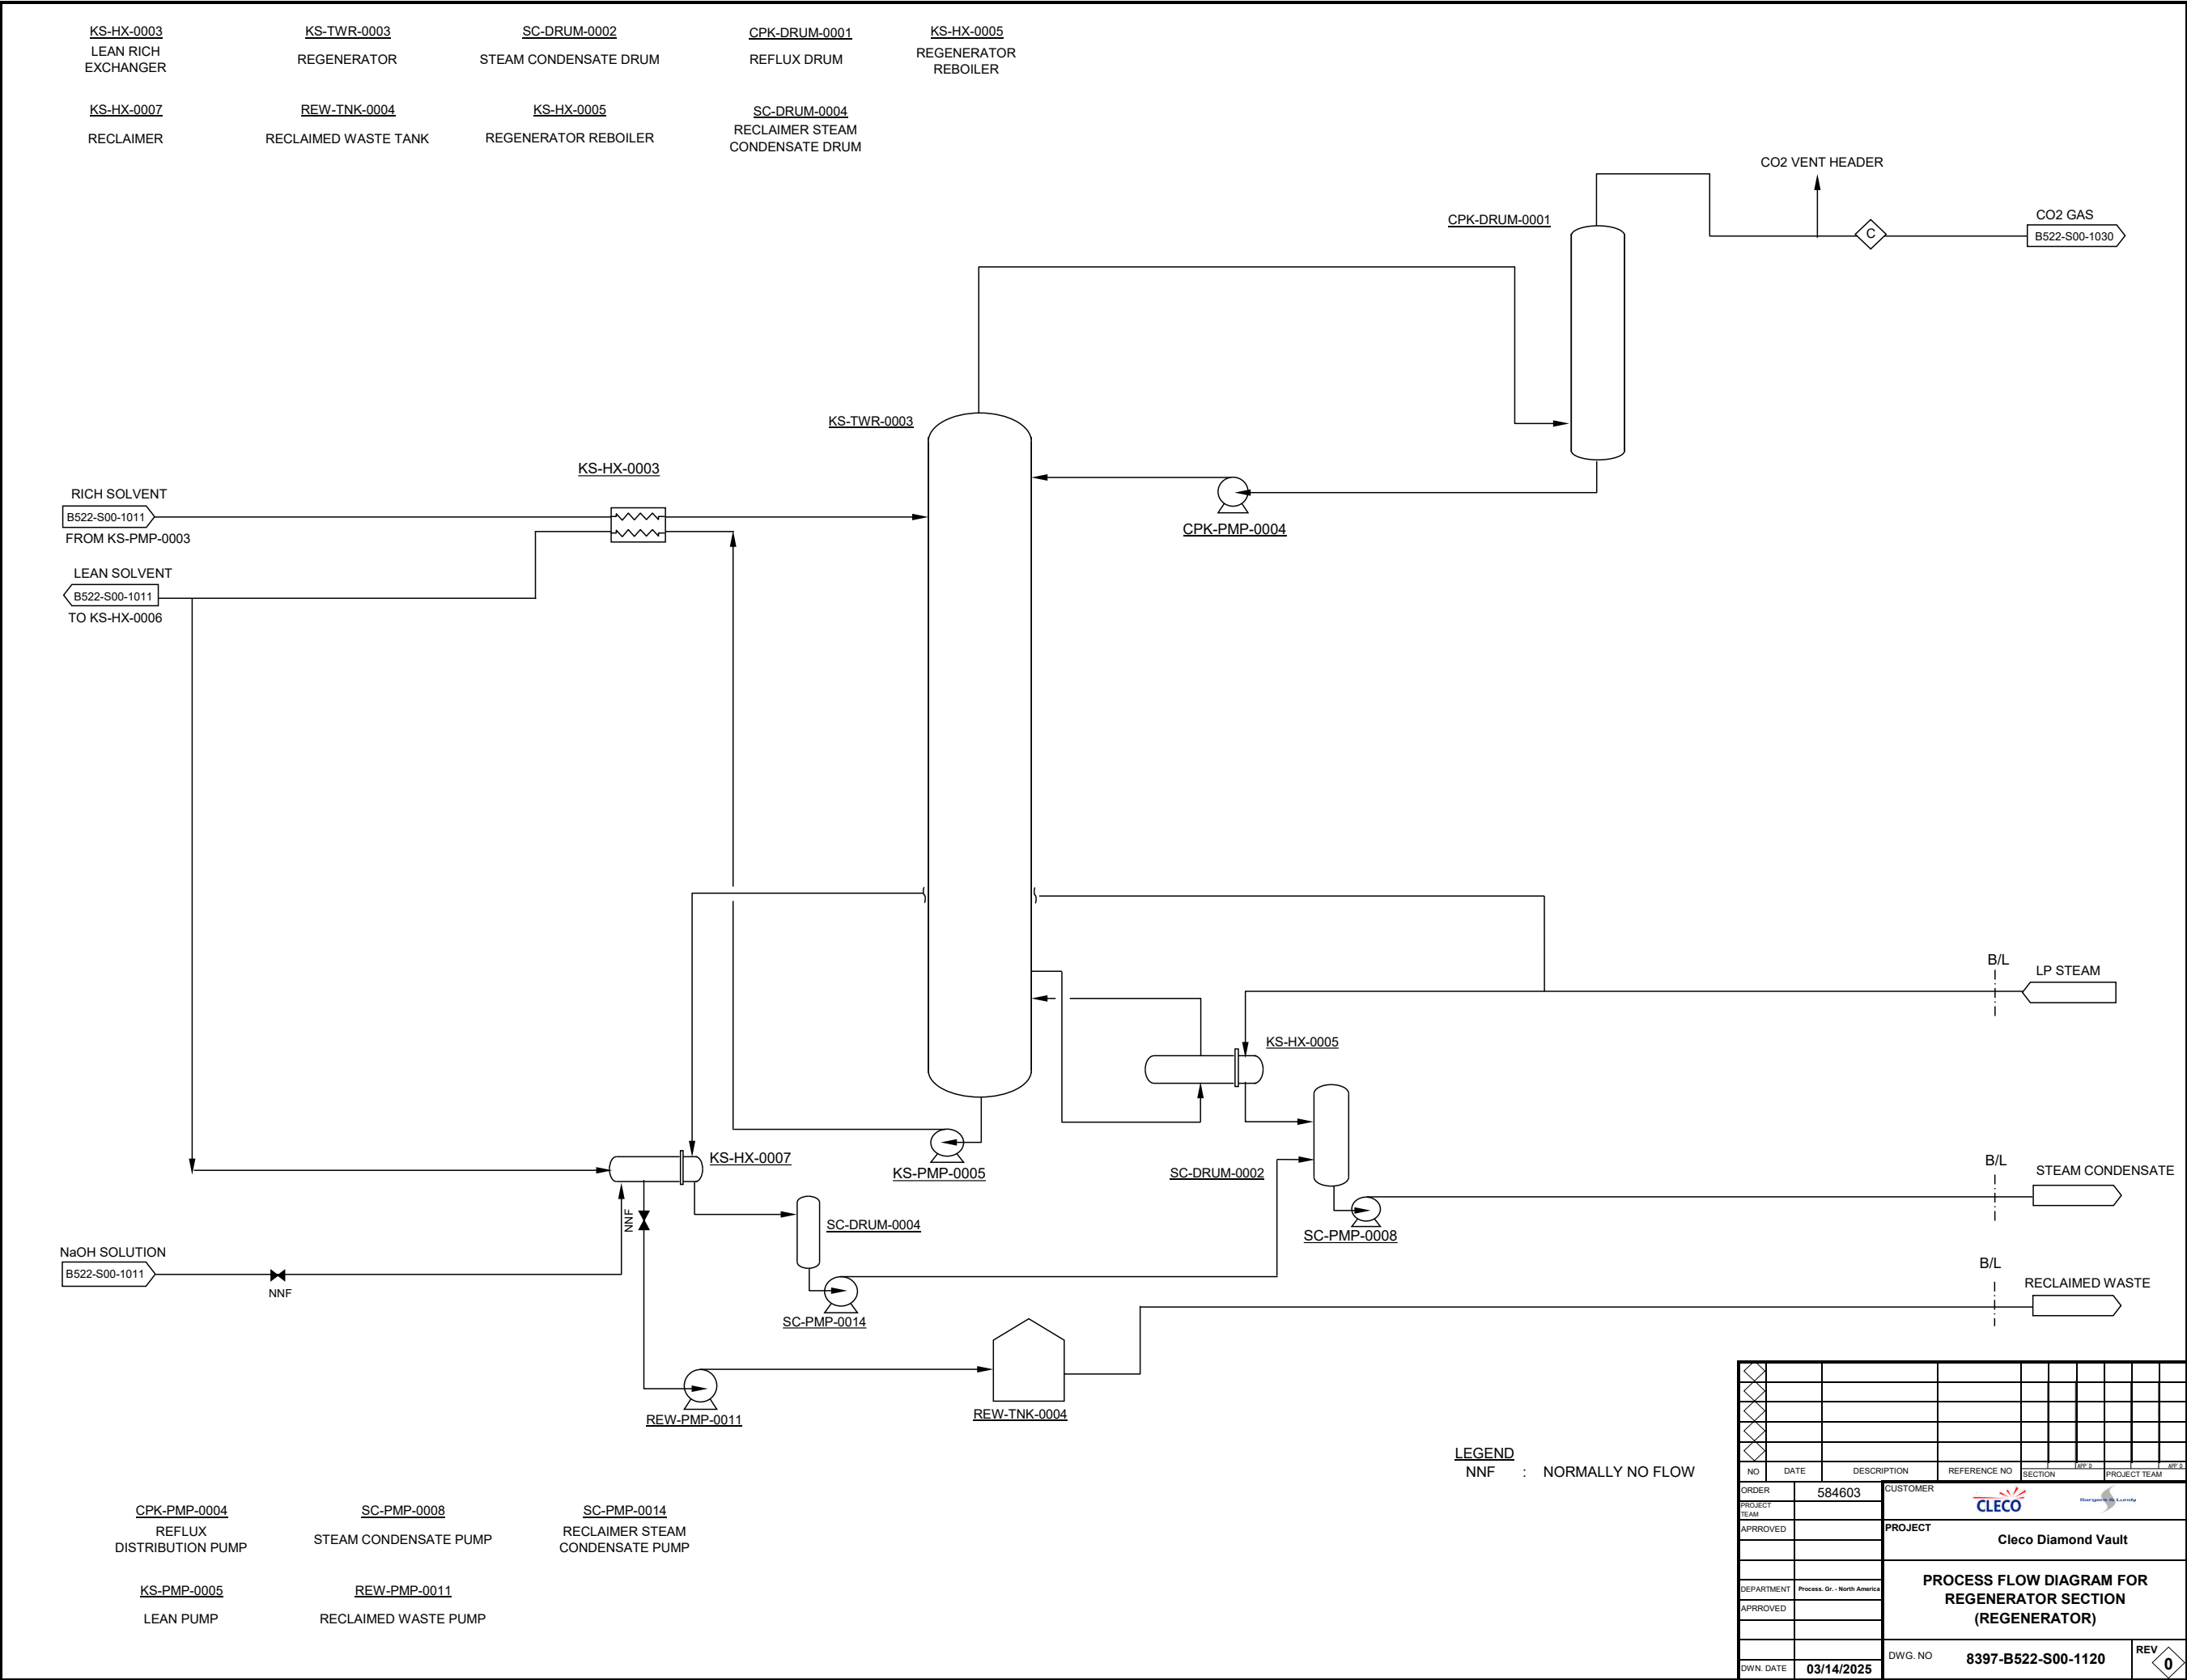 KS-HX-0003
LEAN RICH
EXCHANGER
KS-TWR-0003
REGENERATOR
SC-DRUM-0002
STEAM CONDENSATE DRUM
CPK-DRUM-0001
REFLUX DRUM
KS-HX-0005
REGENERATOR
REBOILER
KS-HX-0007
RECLAIMER
REW-TNK-0004
RECLAIMED WASTE TANK
KS-HX-0005
REGENERATOR REBOILER
SC-DRUM-0004
RECLAIMER STEAM
CONDENSATE DRUM
CO2 VENT HEADER
CPK-DRUM-0001
C
CO2 GAS
B522-S00-1030
KS-TWR-0003
KS-HX-0003
RICH SOLVENT
B522-S00-1011
FROM KS-PMP-0003
CPK-PMP-0004
LEAN SOLVENT
B522-S00-1011
TO KS-HX-0006
B/L
LP STEAM
KS-HX-0005
KS-HX-0007
KS-PMP-0005
SC-DRUM-0002
B/L
STEAM CONDENSATE
NNF
SC-DRUM-0004
SC-PMP-0008
NaOH SOLUTION
B522-S00-1011
NNF
B/L
RECLAIMED WASTE
SC-PMP-0014
REW-PMP-0011
REW-TNK-0004
LEGEND
NNF : NORMALLY NO FLOW
CPK-PMP-0004
REFLUX
DISTRIBUTION PUMP
SC-PMP-0008
STEAM CONDENSATE PUMP
SC-PMP-0014
RECLAIMER STEAM
CONDENSATE PUMP
KS-PMP-0005
LEAN PUMP
REW-PMP-0011
RECLAIMED WASTE PUMP
NO DATE DESCRIPTION REFERENCE NO SECTION APP'D PROJECT TEAM APP'D
ORDER 584603
CUSTOMER
CLECO
Sargent & Lundy
PROJECT
TEAM
APRROVED
PROJECT
Cleco Diamond Vault
DEPARTMENT Process. Gr. - North America
APRROVED
PROCESS FLOW DIAGRAM FOR
REGENERATOR SECTION
(REGENERATOR)
DWN. DATE 03/14/2025
DWG. NO 8397-B522-S00-1120
REV 0